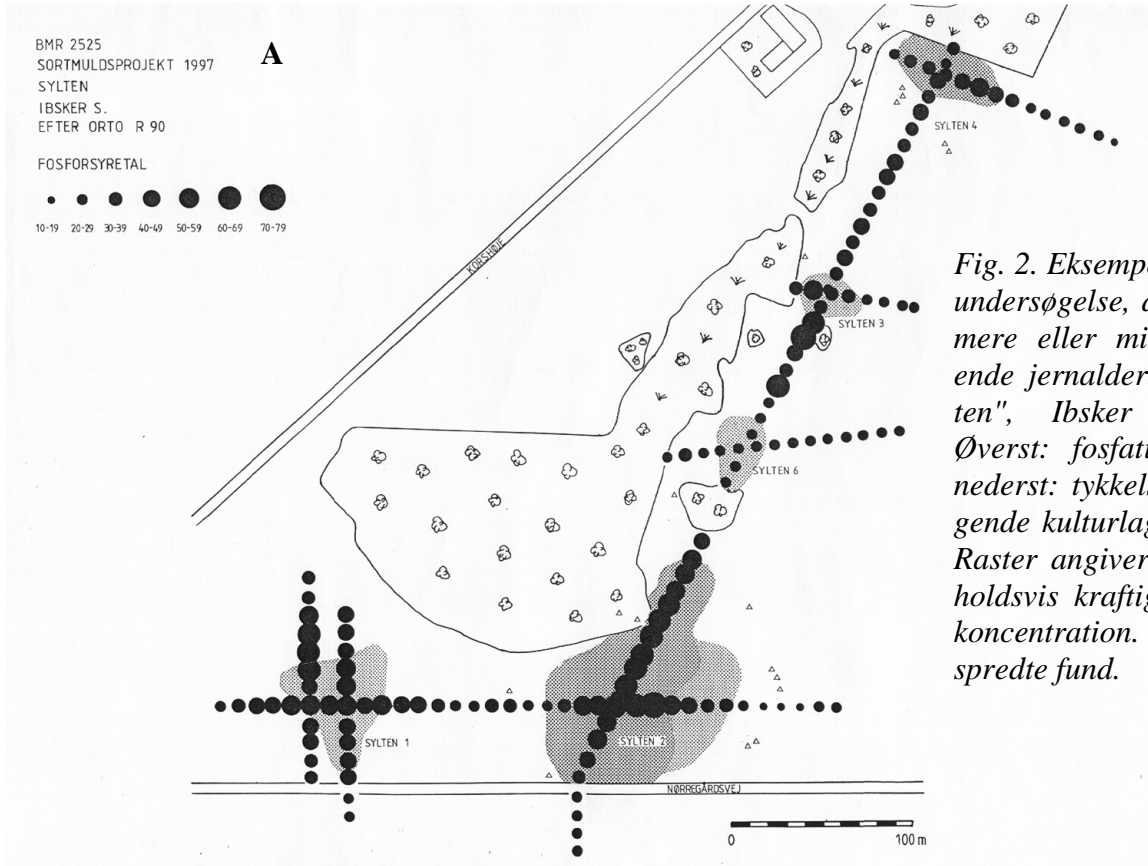 BMR 2525
SORTMULDSPROJEKT 1997
SYLTEN
IBSKER S.
EFTER ORTO R 90
A
FOSFORSYRETAL
10-19 20-29 30-39 40-49 50-59 60-69 70-79
KORSHØJE
SYLTEN 4
SYLTEN 3
SYLTEN 6
SYLTEN 1
SYLTEN 2
NØRREGÅRDSVEJ
0 100 m
Fig. 2. Eksemp
undersøgelse,
mere eller mi
ende jernalder
ten", Ibsker
Øverst: fosfat
nederst: tykkel
gende kulturlag
Raster angiver
holdsvis kraftig
koncentration.
spredte fund.